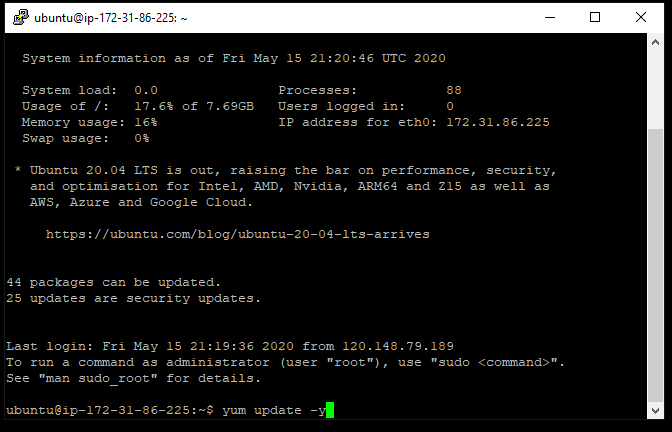 ubuntu@ip-172-31-86-225: ~
System information as of Fri May 15 21:20:46 UTC 2020
System load:  0.0                Processes:           88
Usage of /:   17.6% of 7.69GB   Users logged in:     0
Memory usage: 16%                IP address for eth0: 172.31.86.225
Swap usage:   0%
* Ubuntu 20.04 LTS is out, raising the bar on performance, security,
and optimisation for Intel, AMD, Nvidia, ARM64 and Z15 as well as
AWS, Azure and Google Cloud.
https://ubuntu.com/blog/ubuntu-20-04-lts-arrives
44 packages can be updated.
25 updates are security updates.
Last login: Fri May 15 21:19:36 2020 from 120.148.79.189
To run a command as administrator (user "root"), use "sudo <command>".
See "man sudo_root" for details.
ubuntu@ip-172-31-86-225:~$ yum update -y